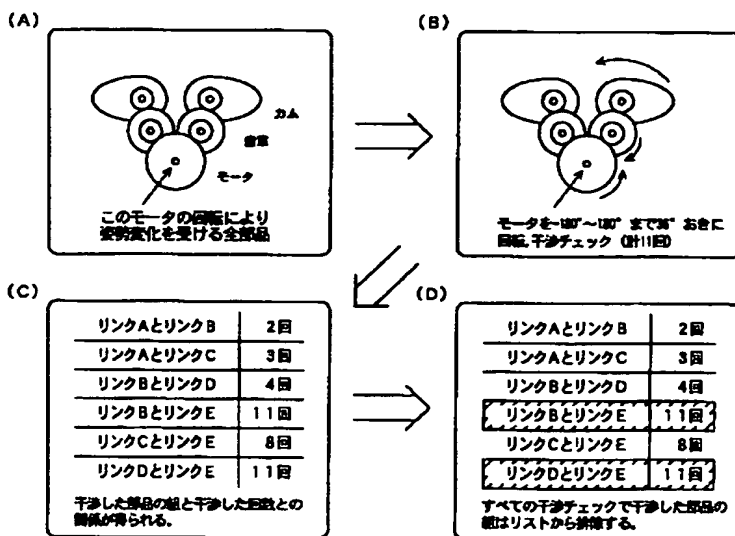 (A)
カム
歯車
モータ
このモータの回転により
姿勢変化を受ける全部品
(B)
モータを-180°~180°まで36°おきに
回転,干渉チェック(計11回)
(C)
リンクAとリンクB 2回
リンクAとリンクC 3回
リンクBとリンクD 4回
リンクBとリンクE 11回
リンクCとリンクE 8回
リンクDとリンクE 11回
干渉した部品の組と干渉した回数との
関係が得られる。
(D)
リンクAとリンクB 2回
リンクAとリンクC 3回
リンクBとリンクD 4回
リンクBとリンクE 11回
リンクCとリンクE 8回
リンクDとリンクE 11回
すべての干渉チェックで干渉した部品の
組はリストから排除する。